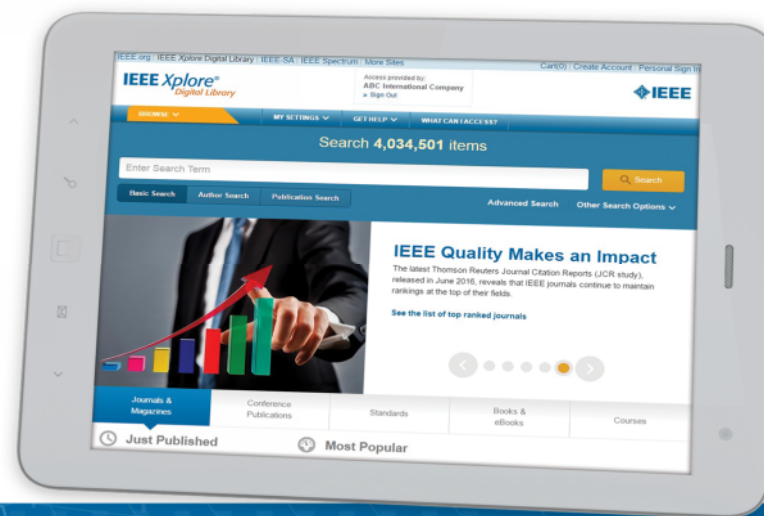 IEEE.org | IEEE Xplore Digital Library | IEEE-SA | IEEE Spectrum | More Sites
Cart(0) | Create Account | Personal Sign In
IEEE Xplore®
Digital Library
Access provided by:
ABC International Company
» Sign Out
IEEE
BROWSE
MY SETTINGS
GET HELP
WHAT CAN I ACCESS?
Search 4,034,501 items
Enter Search Term
Search
Basic Search
Author Search
Publication Search
Advanced Search
Other Search Options
IEEE Quality Makes an Impact
The latest Thomson Reuters Journal Citation Reports (JCR study),
released in June 2016, reveals that IEEE journals continue to maintain
rankings at the top of their fields.
See the list of top ranked journals
Journals &
Magazines
Conference
Publications
Standards
Books &
eBooks
Courses
Just Published
Most Popular